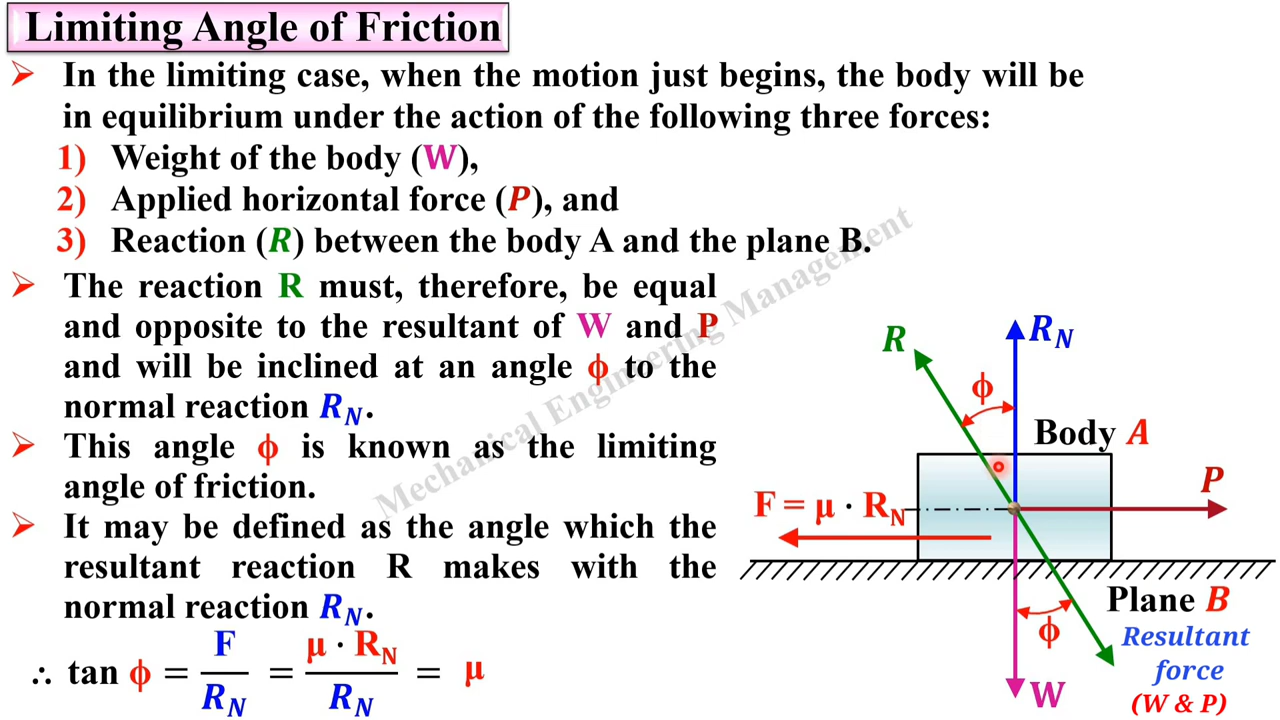 Limiting Angle of Friction
➢ In the limiting case, when the motion just begins, the body will be
in equilibrium under the action of the following three forces:
1) Weight of the body (W),
2) Applied horizontal force (P), and
3) Reaction (R) between the body A and the plane B.
➢ The reaction R must, therefore, be equal
and opposite to the resultant of W and P
and will be inclined at an angle ϕ to the
normal reaction R_N.
➢ This angle ϕ is known as the limiting
angle of friction.
➢ It may be defined as the angle which the
resultant reaction R makes with the
normal reaction R_N.
∴ tan ϕ = F/R_N = μ · R_N/R_N = μ
R
R_N
ϕ
Body A
P
F = μ · R_N
Plane B
ϕ
Resultant
force
(W & P)
W
Mechanical Engineering Management